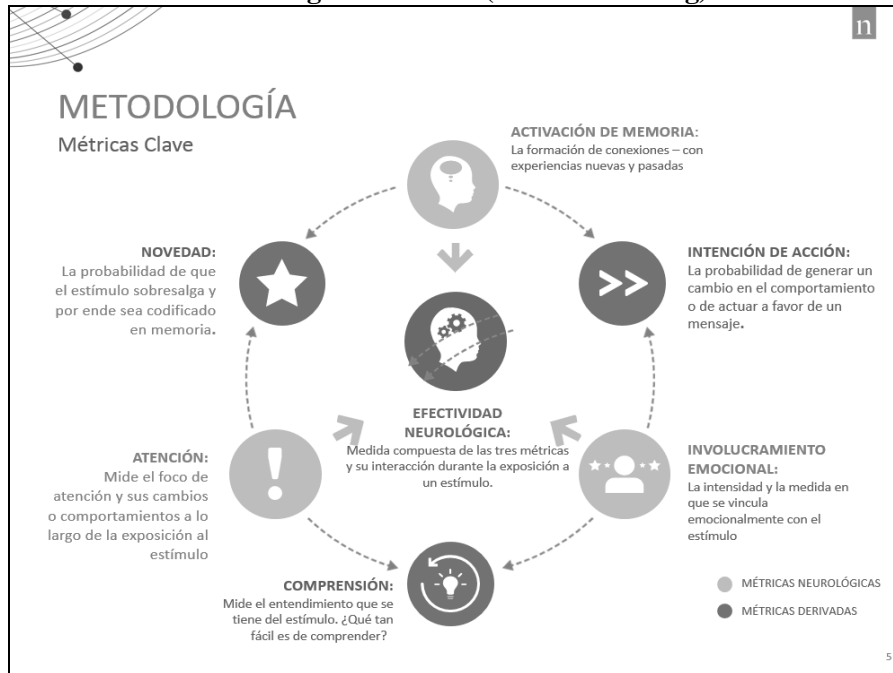 n
METODOLOGÍA
Métricas Clave
ACTIVACIÓN DE MEMORIA:
La formación de conexiones – con
experiencias nuevas y pasadas
NOVEDAD:
La probabilidad de que
el estímulo sobresalga y
por ende sea codificado
en memoria.
INTENCIÓN DE ACCIÓN:
La probabilidad de generar un
cambio en el comportamiento
o de actuar a favor de un
mensaje.
EFECTIVIDAD
NEUROLÓGICA:
Medida compuesta de las tres métricas
y su interacción durante la exposición a
un estímulo.
ATENCIÓN:
Mide el foco de
atención y sus cambios
o comportamientos a lo
largo de la exposición al
estímulo
INVOLUCRAMIENTO
EMOCIONAL:
La intensidad y la medida en
que se vincula
emocionalmente con el
estímulo
COMPRENSIÓN:
Mide el entendimiento que se
tiene del estímulo. ¿Qué tan
fácil es de comprender?
MÉTRICAS NEUROLÓGICAS
MÉTRICAS DERIVADAS
5